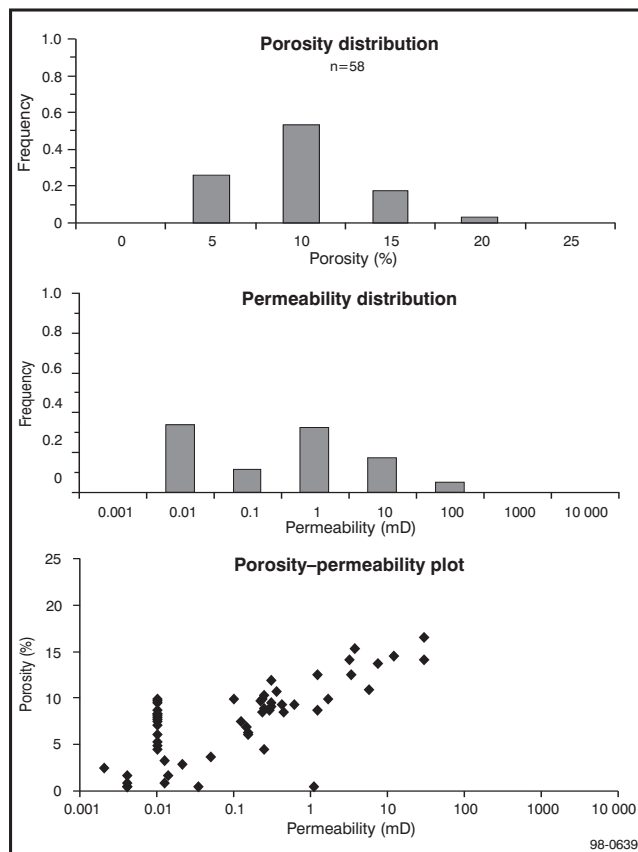 Porosity distribution
n=58
1.0
0.8
0.6
0.4
0.2
0
Frequency
0 5 10 15 20 25
Porosity (%)
Permeability distribution
1.0
0.8
0.6
0.4
0.2
0
Frequency
0.001 0.01 0.1 1 10 100 1000 10 000
Permeability (mD)
Porosity–permeability plot
25
20
15
10
5
0
Porosity (%)
0.001 0.01 0.1 1 10 100 1000 10 000
Permeability (mD)
98-0639